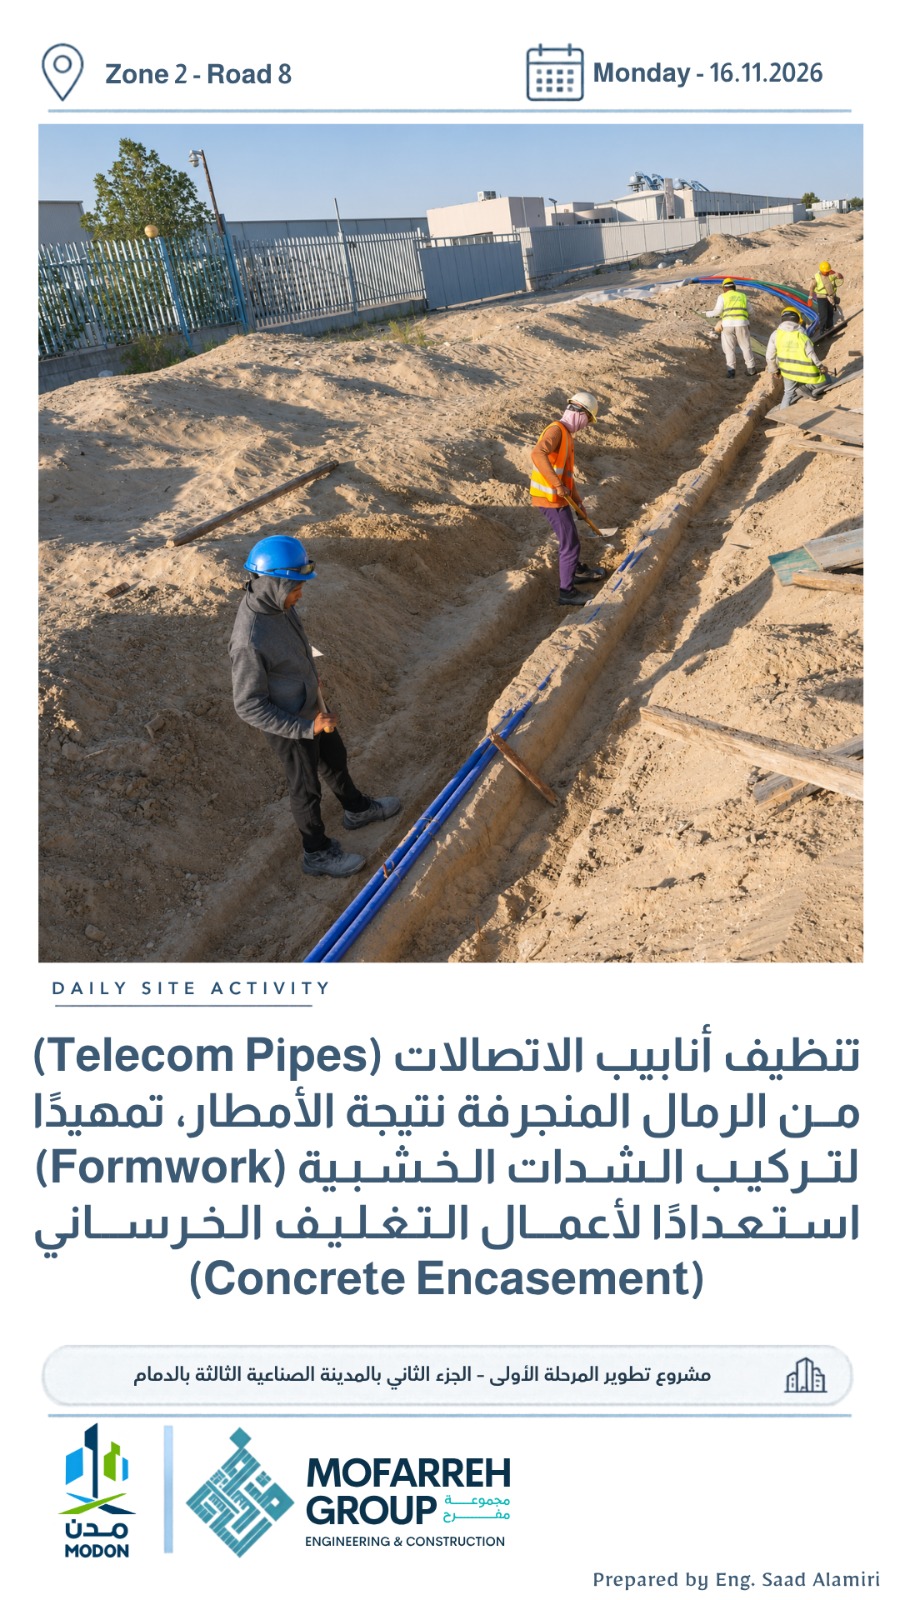 Zone 2 - Road 8
Monday - 16.11.2026
DAILY SITE ACTIVITY
تنظيف أنابيب الاتصالات (Telecom Pipes)
من الرمال المنجرفة نتيجة الأمطار، تمهيدًا
لتركيب الشدات الخشبية (Formwork)
استعدادًا لأعمال التغليف الخرساني
(Concrete Encasement)
مشروع تطوير المرحلة الأولى - الجزء الثاني بالمدينة الصناعية الثالثة بالدمام
مدن
MODON
MOFARREH
GROUP
مجموعة
مفرح
ENGINEERING & CONSTRUCTION
Prepared by Eng. Saad Alamiri